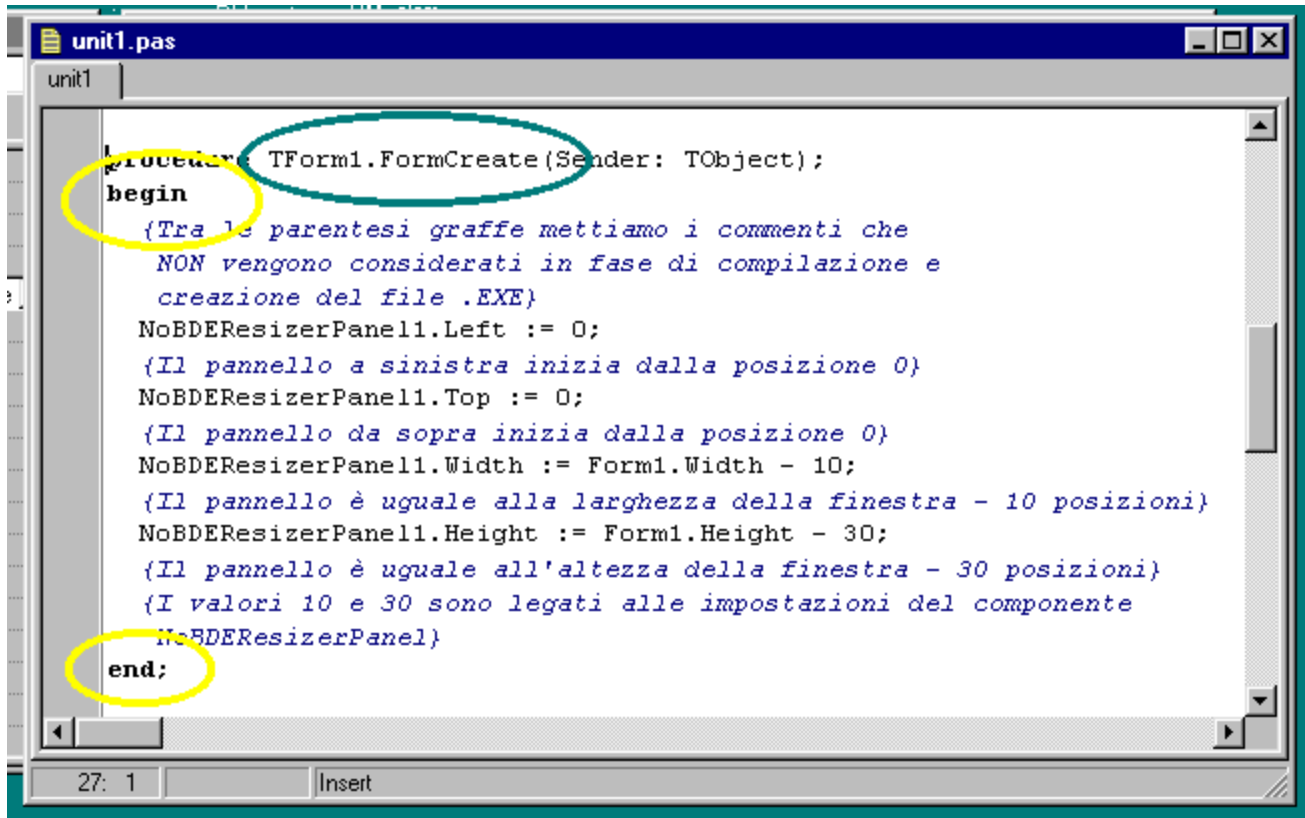 unit1.pas
unit1
procedure TForm1.FormCreate(Sender: TObject);
begin
{Tra le parentesi graffe mettiamo i commenti che
NON vengono considerati in fase di compilazione e
creazione del file .EXE}
NoBDEResizerPanel1.Left := 0;
{Il pannello a sinistra inizia dalla posizione 0}
NoBDEResizerPanel1.Top := 0;
{Il pannello da sopra inizia dalla posizione 0}
NoBDEResizerPanel1.Width := Form1.Width - 10;
{Il pannello è uguale alla larghezza della finestra - 10 posizioni}
NoBDEResizerPanel1.Height := Form1.Height - 30;
{Il pannello è uguale all'altezza della finestra - 30 posizioni}
{I valori 10 e 30 sono legati alle impostazioni del componente
NoBDEResizerPanel}
end;
27: 1 Insert